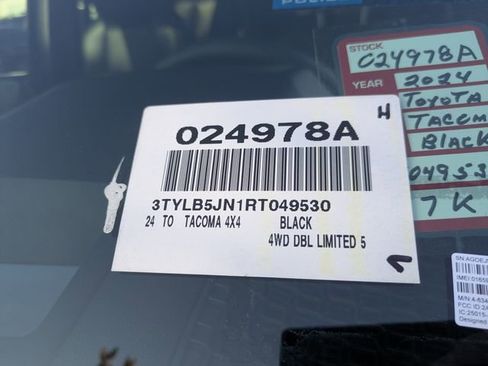 STOCK
024978A
YEAR 2024
Toyota
Tacom
Black
04953
7K
H
024978A
3TYLB5JN1RT049530
24 TO TACOMA 4X4 BLACK
4WD DBL LIMITED 5